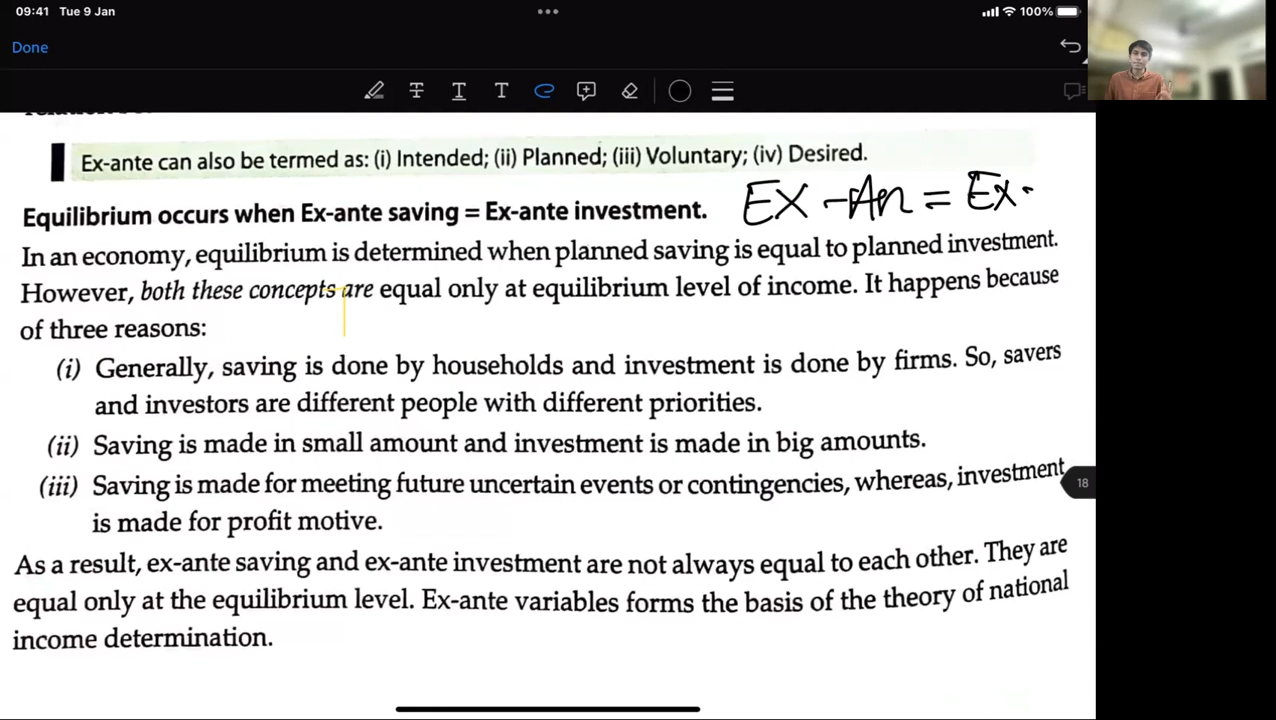 09:41 Tue 9 Jan
100%
Done
Ex-ante can also be termed as: (i) Intended; (ii) Planned; (iii) Voluntary; (iv) Desired.
Equilibrium occurs when Ex-ante saving = Ex-ante investment.
EX -An = Ex-
In an economy, equilibrium is determined when planned saving is equal to planned investment.
However, both these concepts are equal only at equilibrium level of income. It happens because
of three reasons:
(i) Generally, saving is done by households and investment is done by firms. So, savers
and investors are different people with different priorities.
(ii) Saving is made in small amount and investment is made in big amounts.
(iii) Saving is made for meeting future uncertain events or contingencies, whereas, investment
is made for profit motive.
18
As a result, ex-ante saving and ex-ante investment are not always equal to each other. They are
equal only at the equilibrium level. Ex-ante variables forms the basis of the theory of national
income determination.